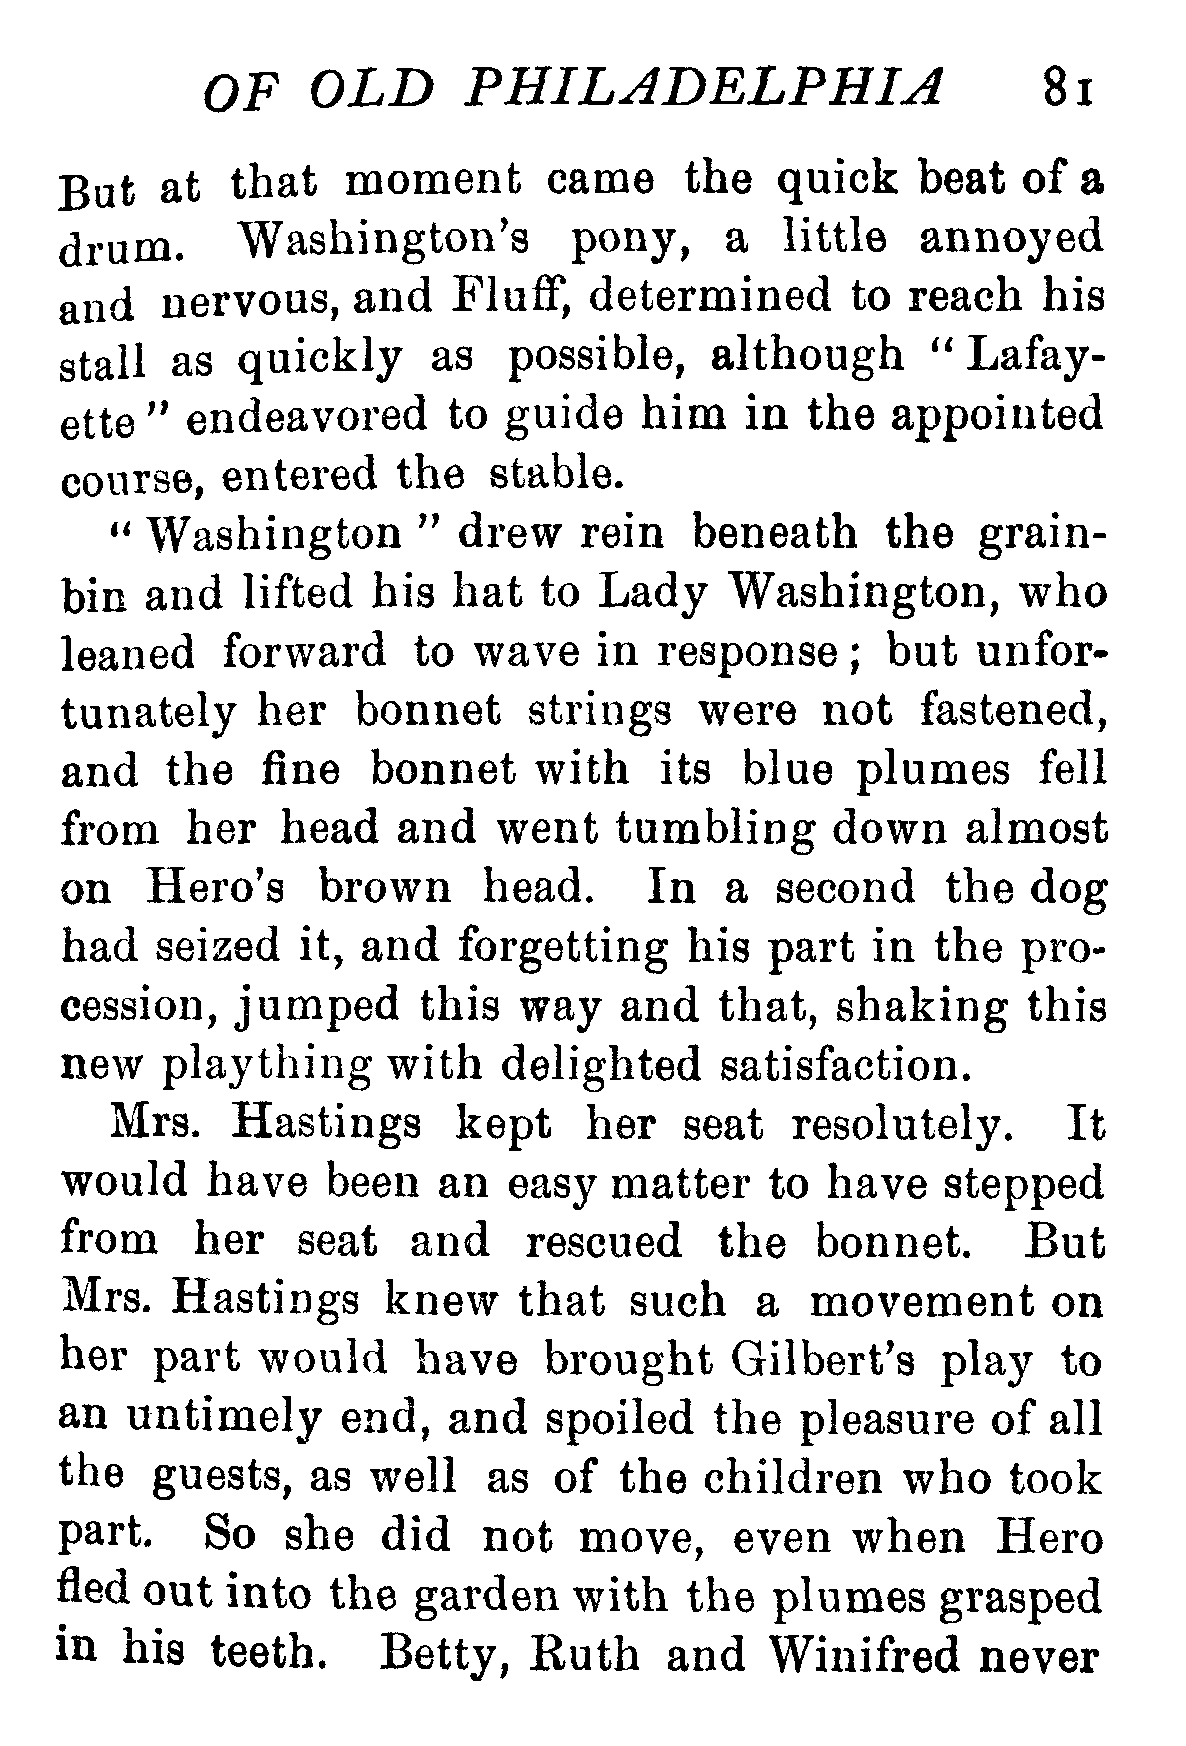 OF OLD PHILADELPHIA 81
But at that moment came the quick beat of a
drum. Washington's pony, a little annoyed
and nervous, and Fluff, determined to reach his
stall as quickly as possible, although " Lafay-
ette " endeavored to guide him in the appointed
course, entered the stable.
" Washington " drew rein beneath the grain-
bin and lifted his hat to Lady Washington, who
leaned forward to wave in response ; but unfor-
tunately her bonnet strings were not fastened,
and the fine bonnet with its blue plumes fell
from her head and went tumbling down almost
on Hero's brown head. In a second the dog
had seized it, and forgetting his part in the pro-
cession, jumped this way and that, shaking this
new plaything with delighted satisfaction.
Mrs. Hastings kept her seat resolutely. It
would have been an easy matter to have stepped
from her seat and rescued the bonnet. But
Mrs. Hastings knew that such a movement on
her part would have brought Gilbert's play to
an untimely end, and spoiled the pleasure of all
the guests, as well as of the children who took
part. So she did not move, even when Hero
fled out into the garden with the plumes grasped
in his teeth. Betty, Ruth and Winifred never